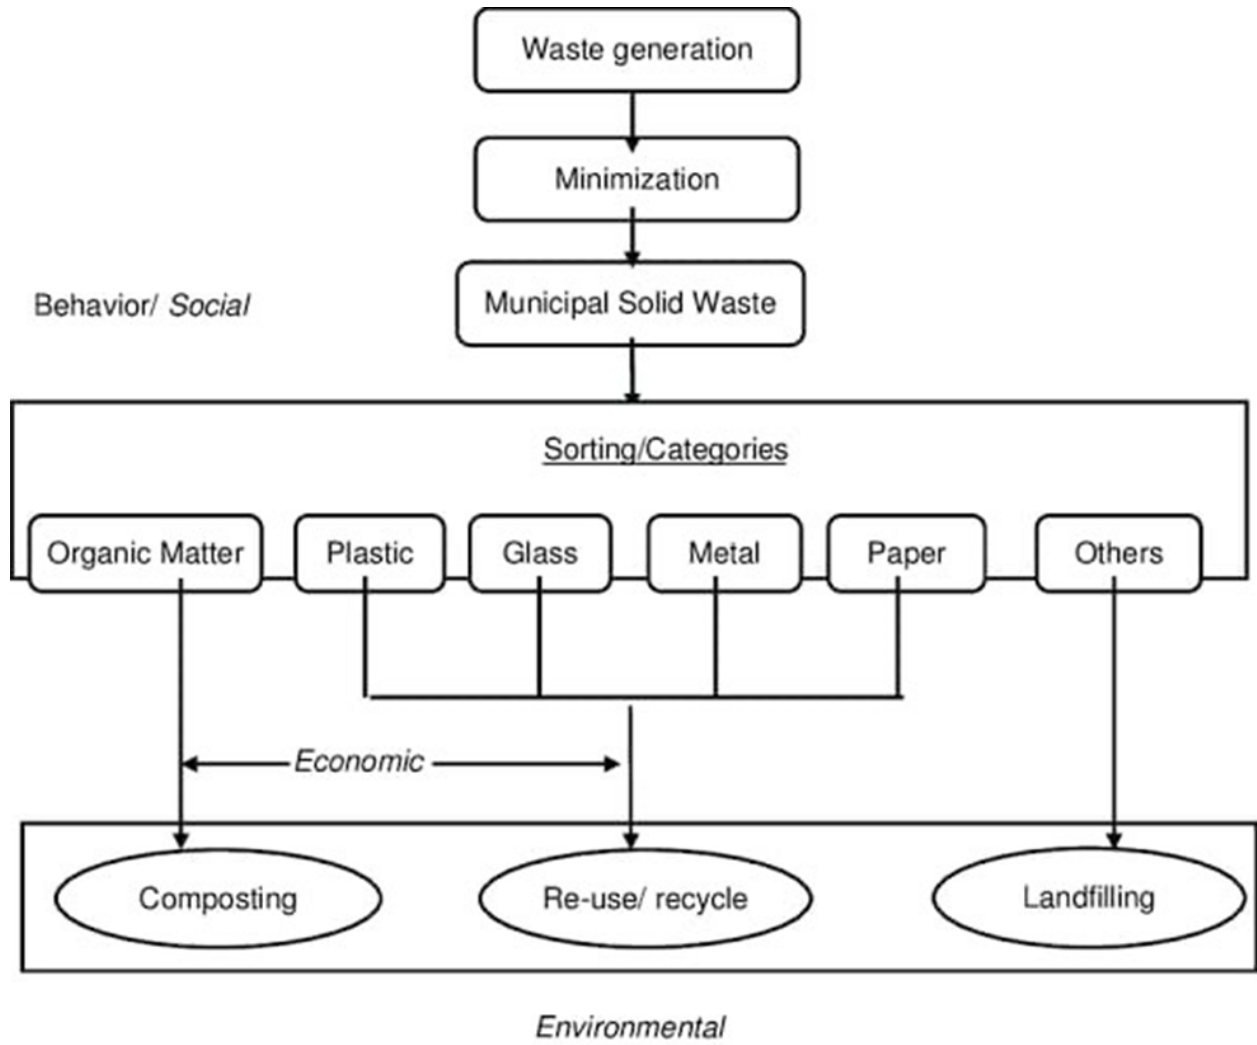 Waste generation
Minimization
Municipal Solid Waste
Behavior/ Social
Sorting/Categories
Organic Matter
Plastic
Glass
Metal
Paper
Others
Economic
Composting
Re-use/ recycle
Landfilling
Environmental